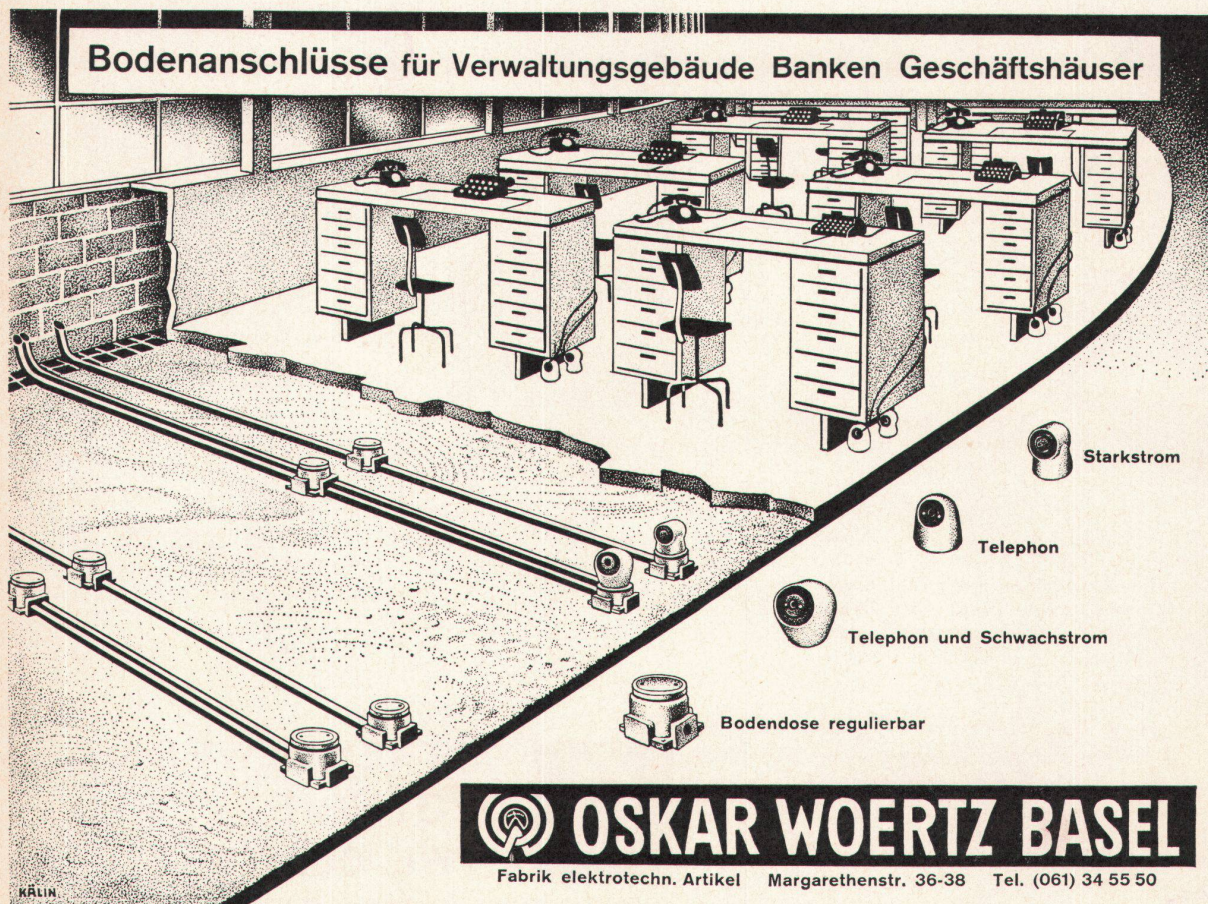 Bodenanschlüsse für Verwaltungsgebäude Banken Geschäftshäuser
Starkstrom
Telephon
Telephon und Schwachstrom
Bodendose regulierbar
OSKAR WOERTZ BASEL
Fabrik elektrotechn. Artikel Margarethenstr. 36-38 Tel. (061) 34 55 50
KÄLIN